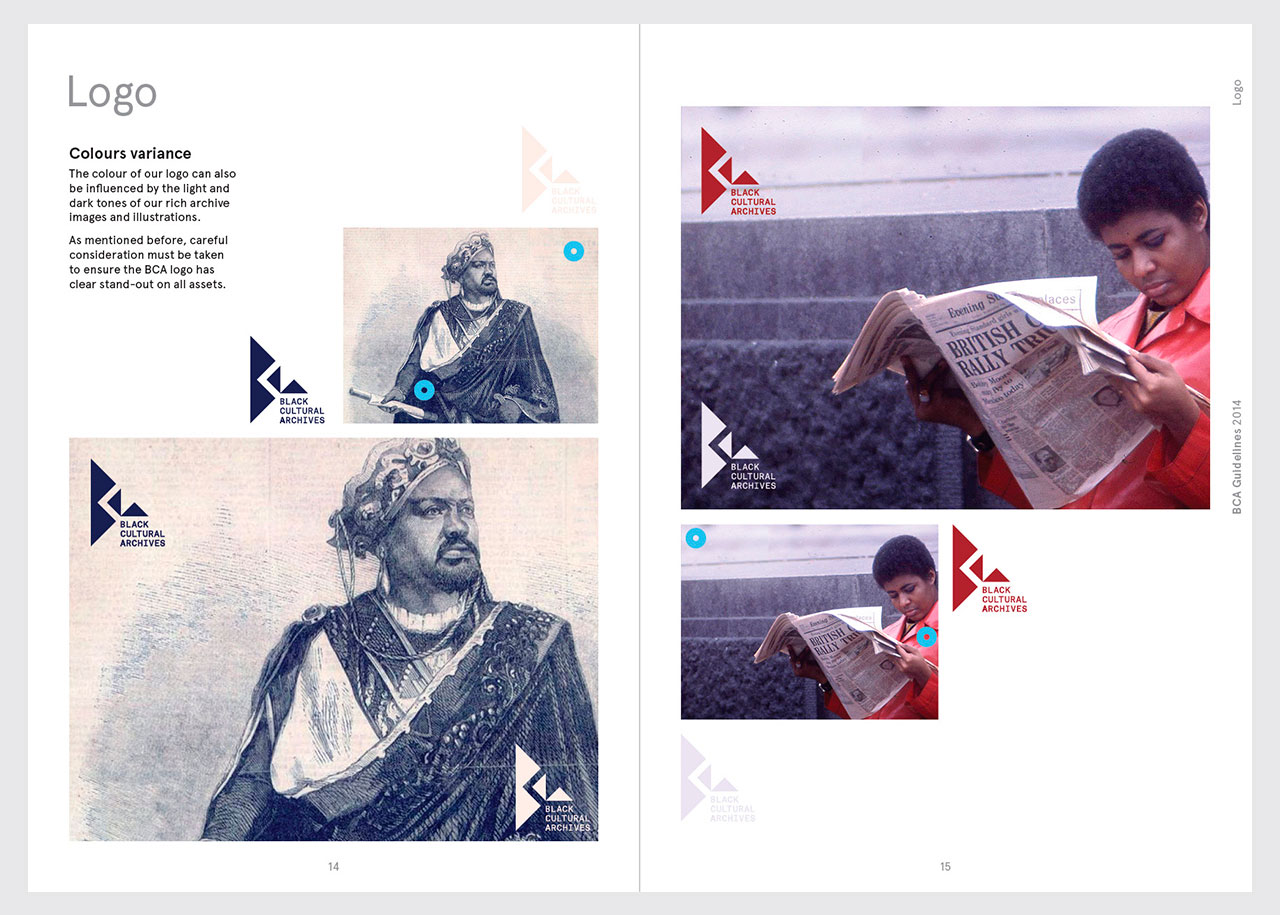 Logo
Colours variance
The colour of our logo can also
be influenced by the light and
dark tones of our rich archive
images and illustrations.
As mentioned before, careful
consideration must be taken
to ensure the BCA logo has
clear stand-out on all assets.
BLACK
CULTURAL
ARCHIVES
BLACK
CULTURAL
ARCHIVES
BLACK
CULTURAL
ARCHIVES
BLACK
CULTURAL
ARCHIVES
14
Logo
BCA Guidelines 2014
BLACK
CULTURAL
ARCHIVES
Evening
BRITISH
RALLY
BLACK
CULTURAL
ARCHIVES
BRITISH
RALLY
BLACK
CULTURAL
ARCHIVES
BLACK
CULTURAL
ARCHIVES
15